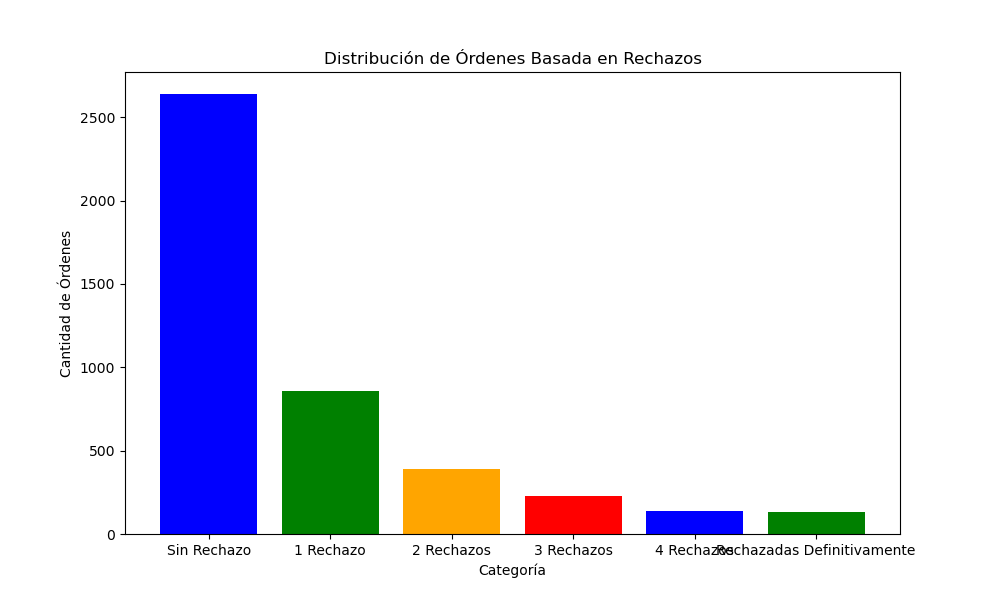 Distribución de Órdenes Basada en Rechazos
Cantidad de Órdenes
2500
2000
1500
1000
500
0
Sin Rechazo 1 Rechazo 2 Rechazos 3 Rechazos 4 Rechazos Rechazadas Definitivamente
Categoría